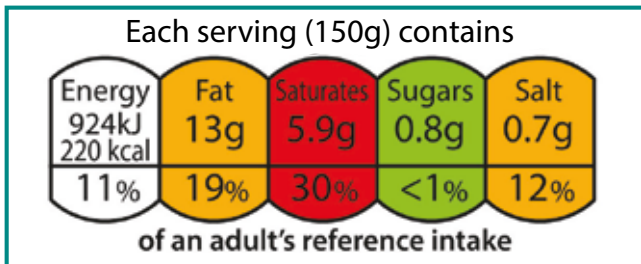 Each serving (150g) contains
Energy Fat Saturates Sugars Salt
924kJ 13g 5.9g 0.8g 0.7g
220 kcal
11% 19% 30% <1% 12%
of an adult's reference intake